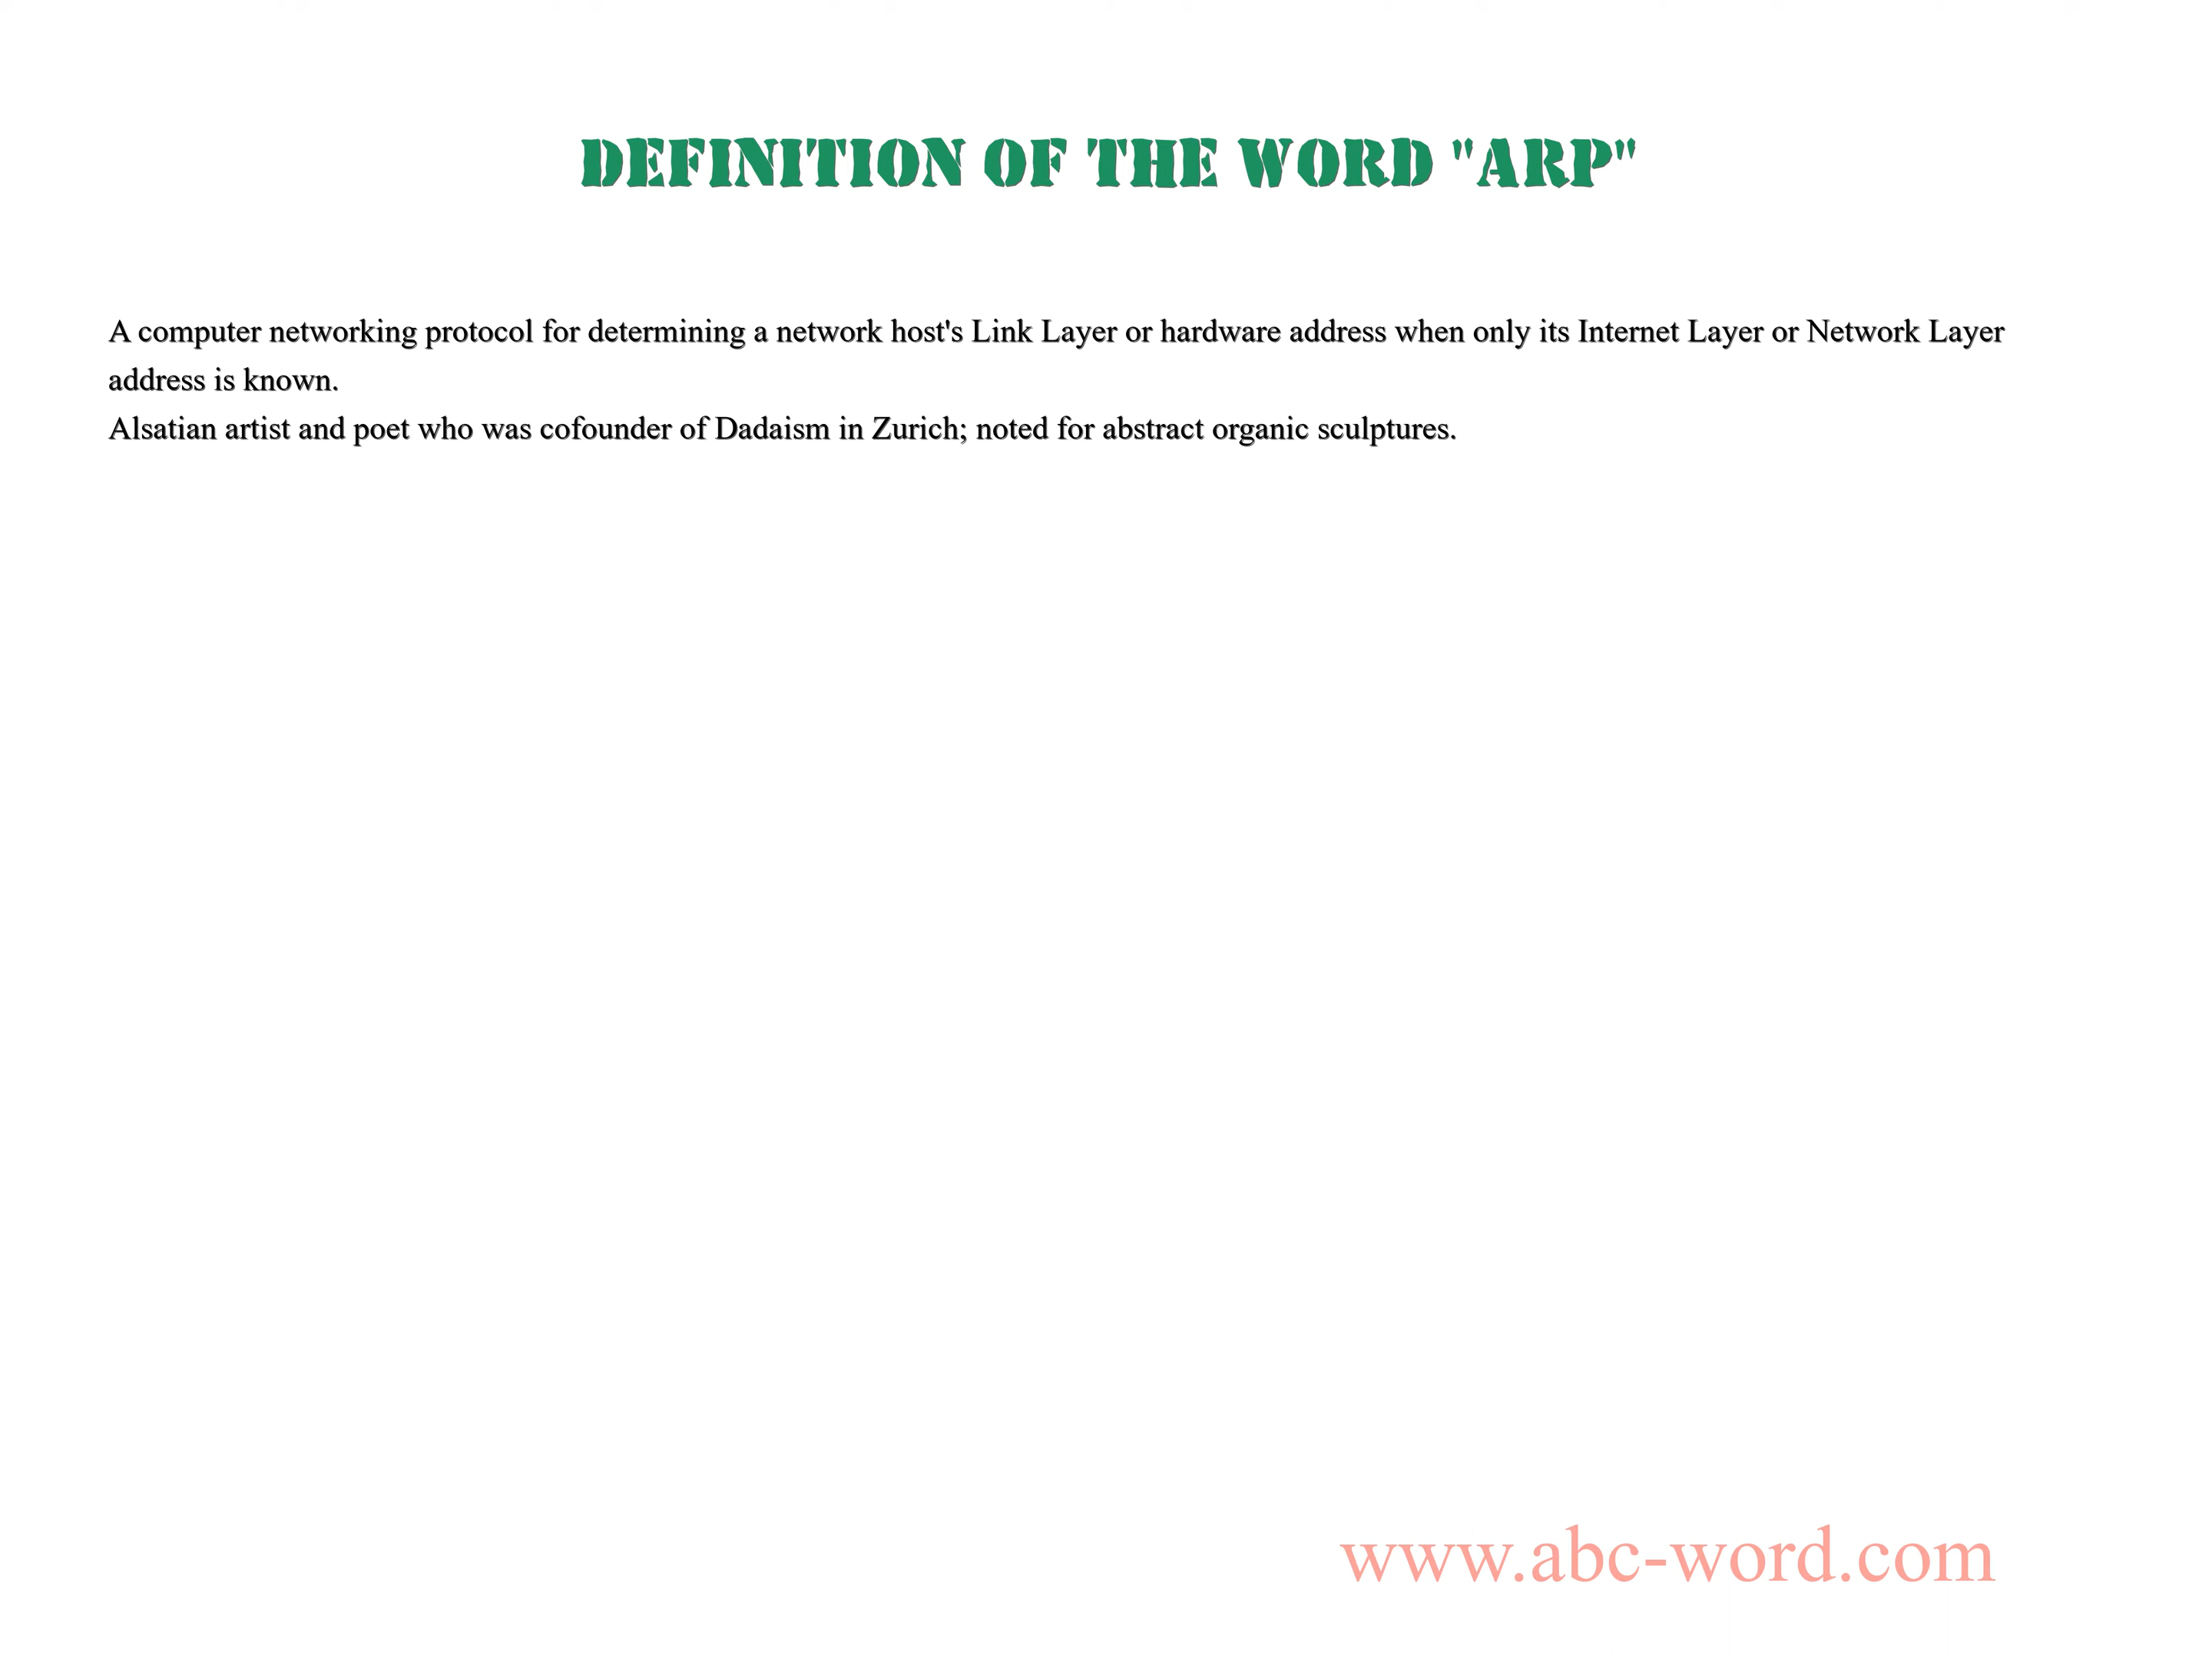 DEFINITION OF THE WORD "ARP"
A computer networking protocol for determining a network host's Link Layer or hardware address when only its Internet Layer or Network Layer
address is known.
Alsatian artist and poet who was cofounder of Dadaism in Zurich; noted for abstract organic sculptures.
www.abc-word.com